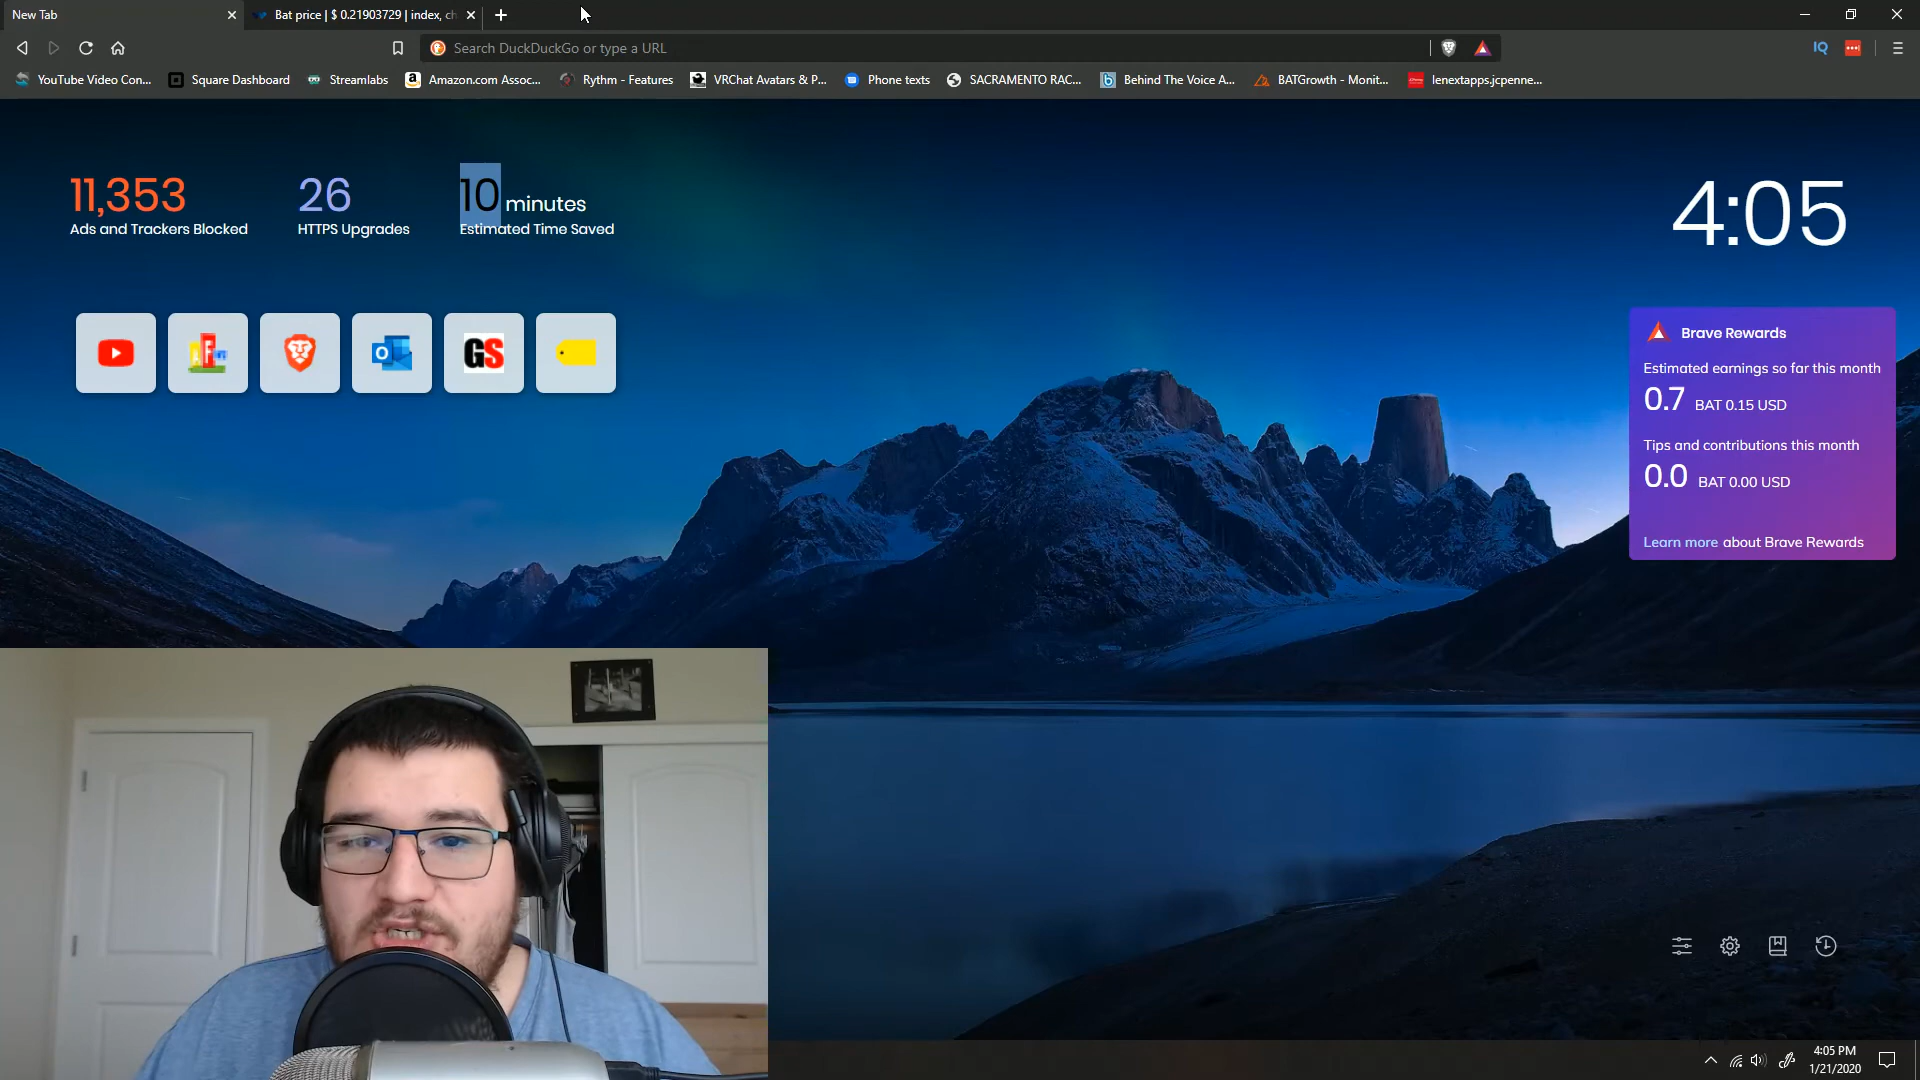 New Tab
Bat price | $ 0.21903729 | index, ch
Search DuckDuckGo or type a URL
IQ
YouTube Video Con...
Square Dashboard
Streamlabs
Amazon.com Assoc...
Rythm - Features
VRChat Avatars & P...
Phone texts
SACRAMENTO RAC...
Behind The Voice A...
BATGrowth - Monit...
lenextapps.jcpenne...
11,353
Ads and Trackers Blocked
26
HTTPS Upgrades
10 minutes
Estimated Time Saved
4:05
GS
Brave Rewards
Estimated earnings so far this month
0.7 BAT 0.15 USD
Tips and contributions this month
0.0 BAT 0.00 USD
Learn more about Brave Rewards
4:05 PM
1/21/2020